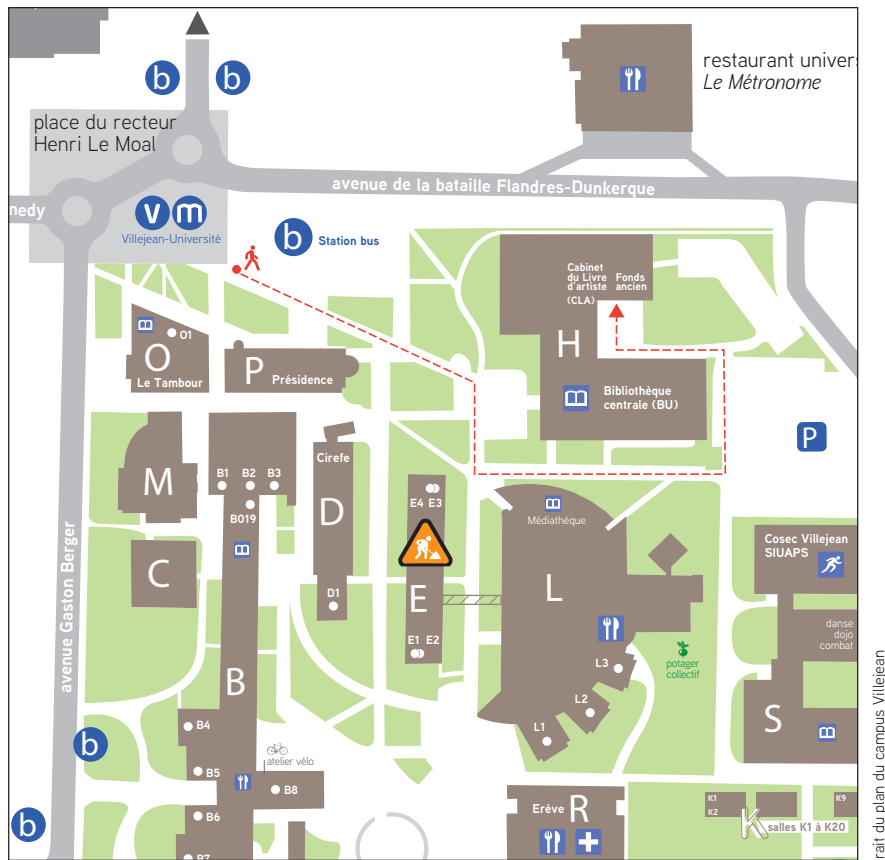 b
b
restaurant univer
Le Métronome
place du recteur
Henri Le Moal
avenue de la bataille Flandres-Dunkerque
nedy
v m
Villejean-Université
b Station bus
Cabinet
du Livre
d'artiste
(CLA)
Fonds
ancien
O1
O
Le Tambour
P Présidence
H
Bibliothèque
centrale (BU)
P
M
B1 B2 B3
B019
Cirefe
D
D1
E4 E3
E
E1 E2
Médiathèque
L
L3
L2
L1
Cosec Villejean
SIUAPS
danse
dojo
combat
potager
collectif
S
C
avenue Gaston Berger
B
B4
B5
atelier vélo
B8
B6
B7
b
b
Erève R
K1
K2
K9
K salles K1 à K20
rait du plan du campus Villejean